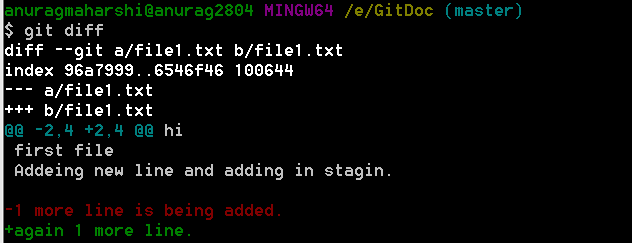 anuragmaharshi@anurag2804 MINGW64 /e/GitDoc (master)
$ git diff
diff --git a/file1.txt b/file1.txt
index 96a7999..6546f46 100644
--- a/file1.txt
+++ b/file1.txt
@@ -2,4 +2,4 @@ hi
 first file
 Addeing new line and adding in stagin.

-1 more line is being added.
+again 1 more line.